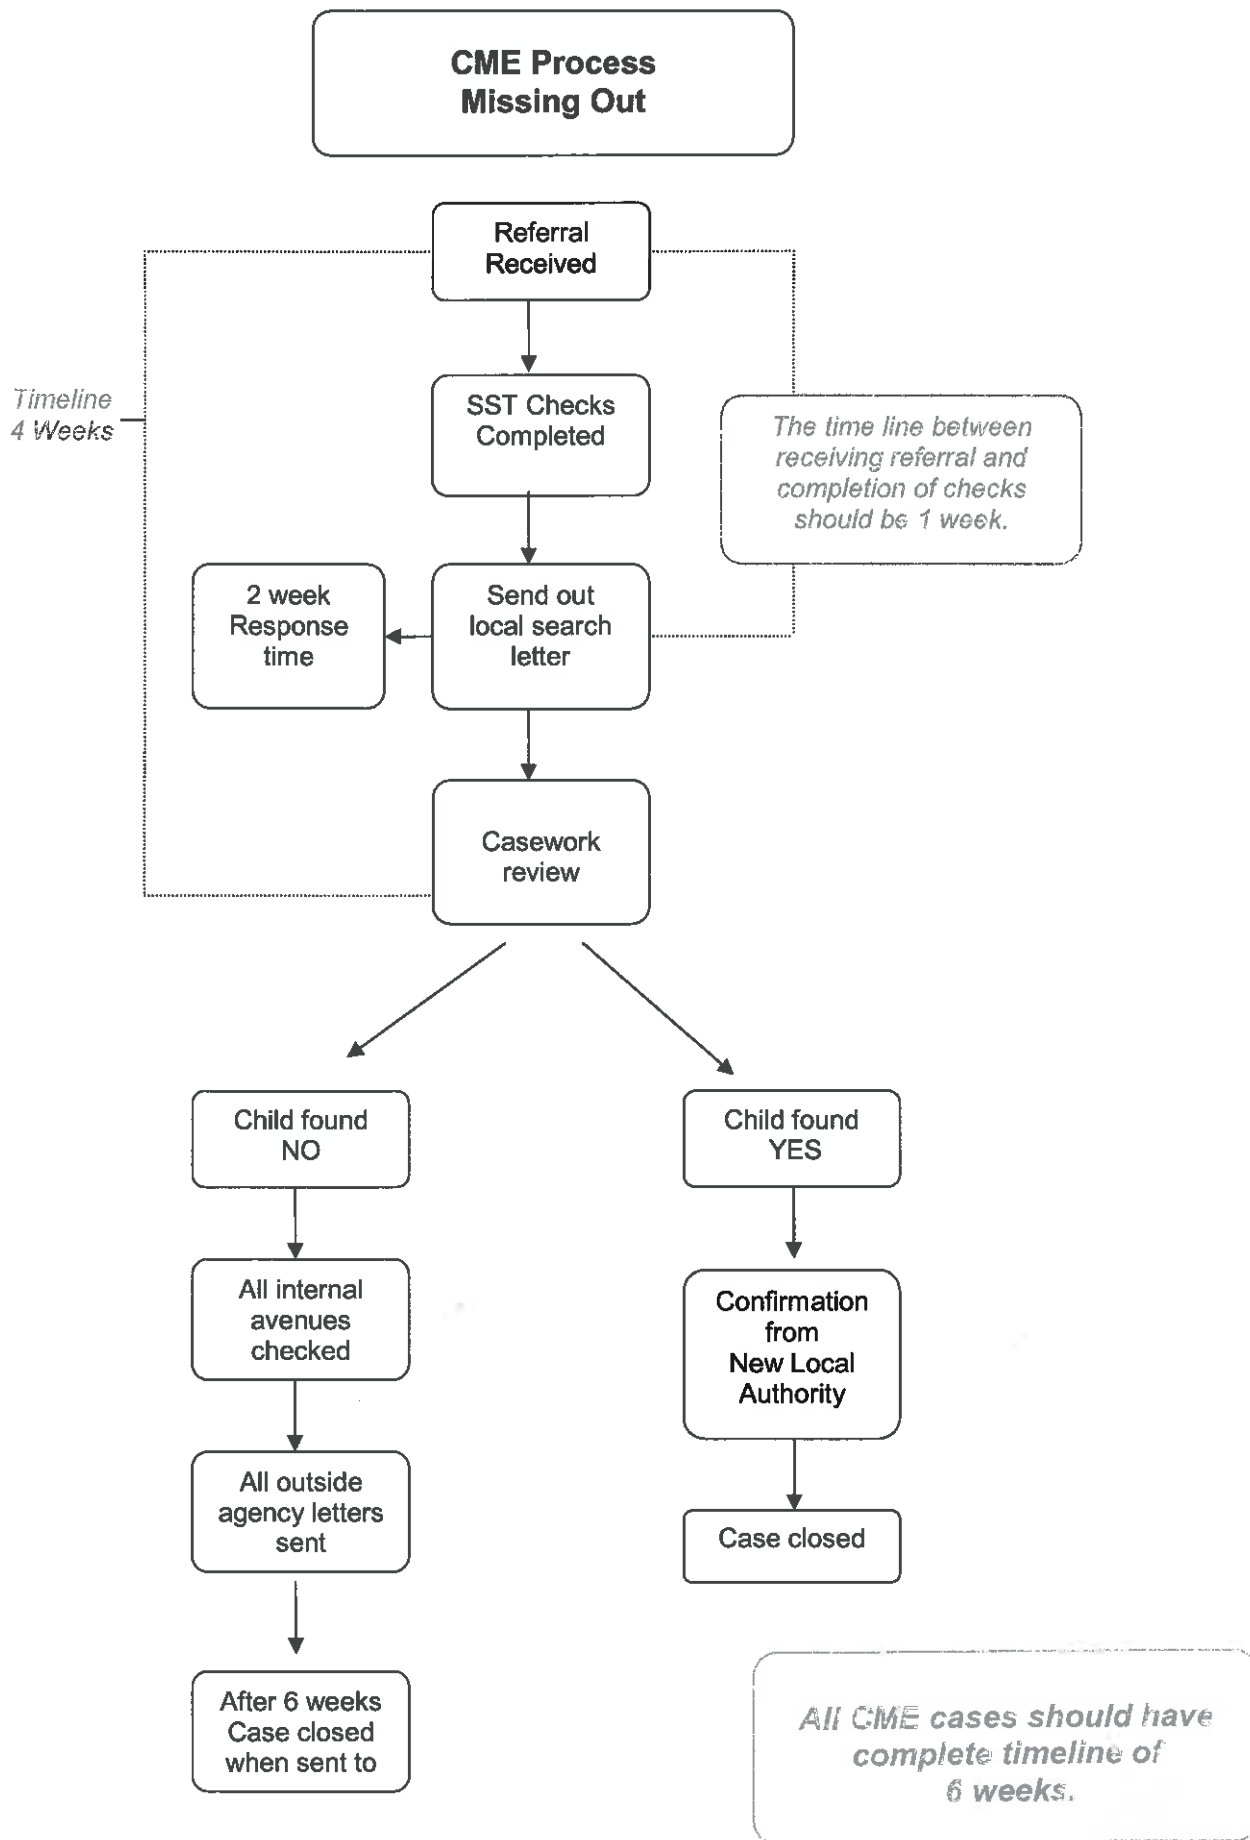 CME Process
Missing Out
Referral
Received
Timeline
4 Weeks
SST Checks
Completed
The time line between
receiving referral and
completion of checks
should be 1 week.
2 week
Response
time
Send out
local search
letter
Casework
review
Child found
NO
Child found
YES
All internal
avenues
checked
Confirmation
from
New Local
Authority
All outside
agency letters
sent
Case closed
After 6 weeks
Case closed
when sent to
All CME cases should have
complete timeline of
6 weeks.